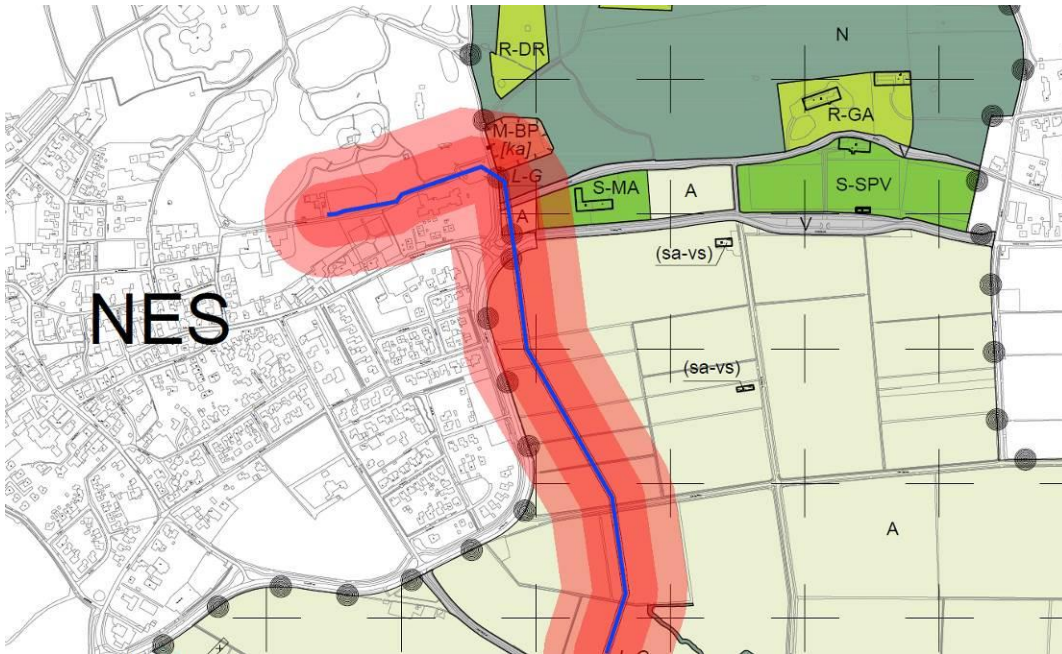 R-DR
N
R-GA
M-BP
[ka]
L-G
S-MA
A
S-SPV
A
V
(sa-vs)
NES
(sa-vs)
A
L-G